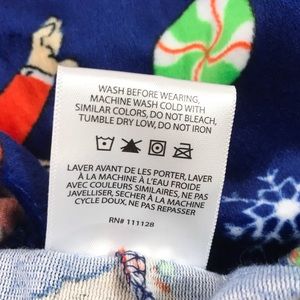 WASH BEFORE WEARING,
MACHINE WASH COLD WITH
SIMILAR COLORS, DO NOT BLEACH,
TUMBLE DRY LOW, DO NOT IRON
LAVER AVANT DE LES PORTER, LAVER
À LA MACHINE À L'EAU FROIDE
AVEC COULEURS SIMILAIRES, NE PAS
JAVELLISER, SÉCHER À LA MACHINE
CYCLE DOUX, NE PAS REPASSER
RN# 111128